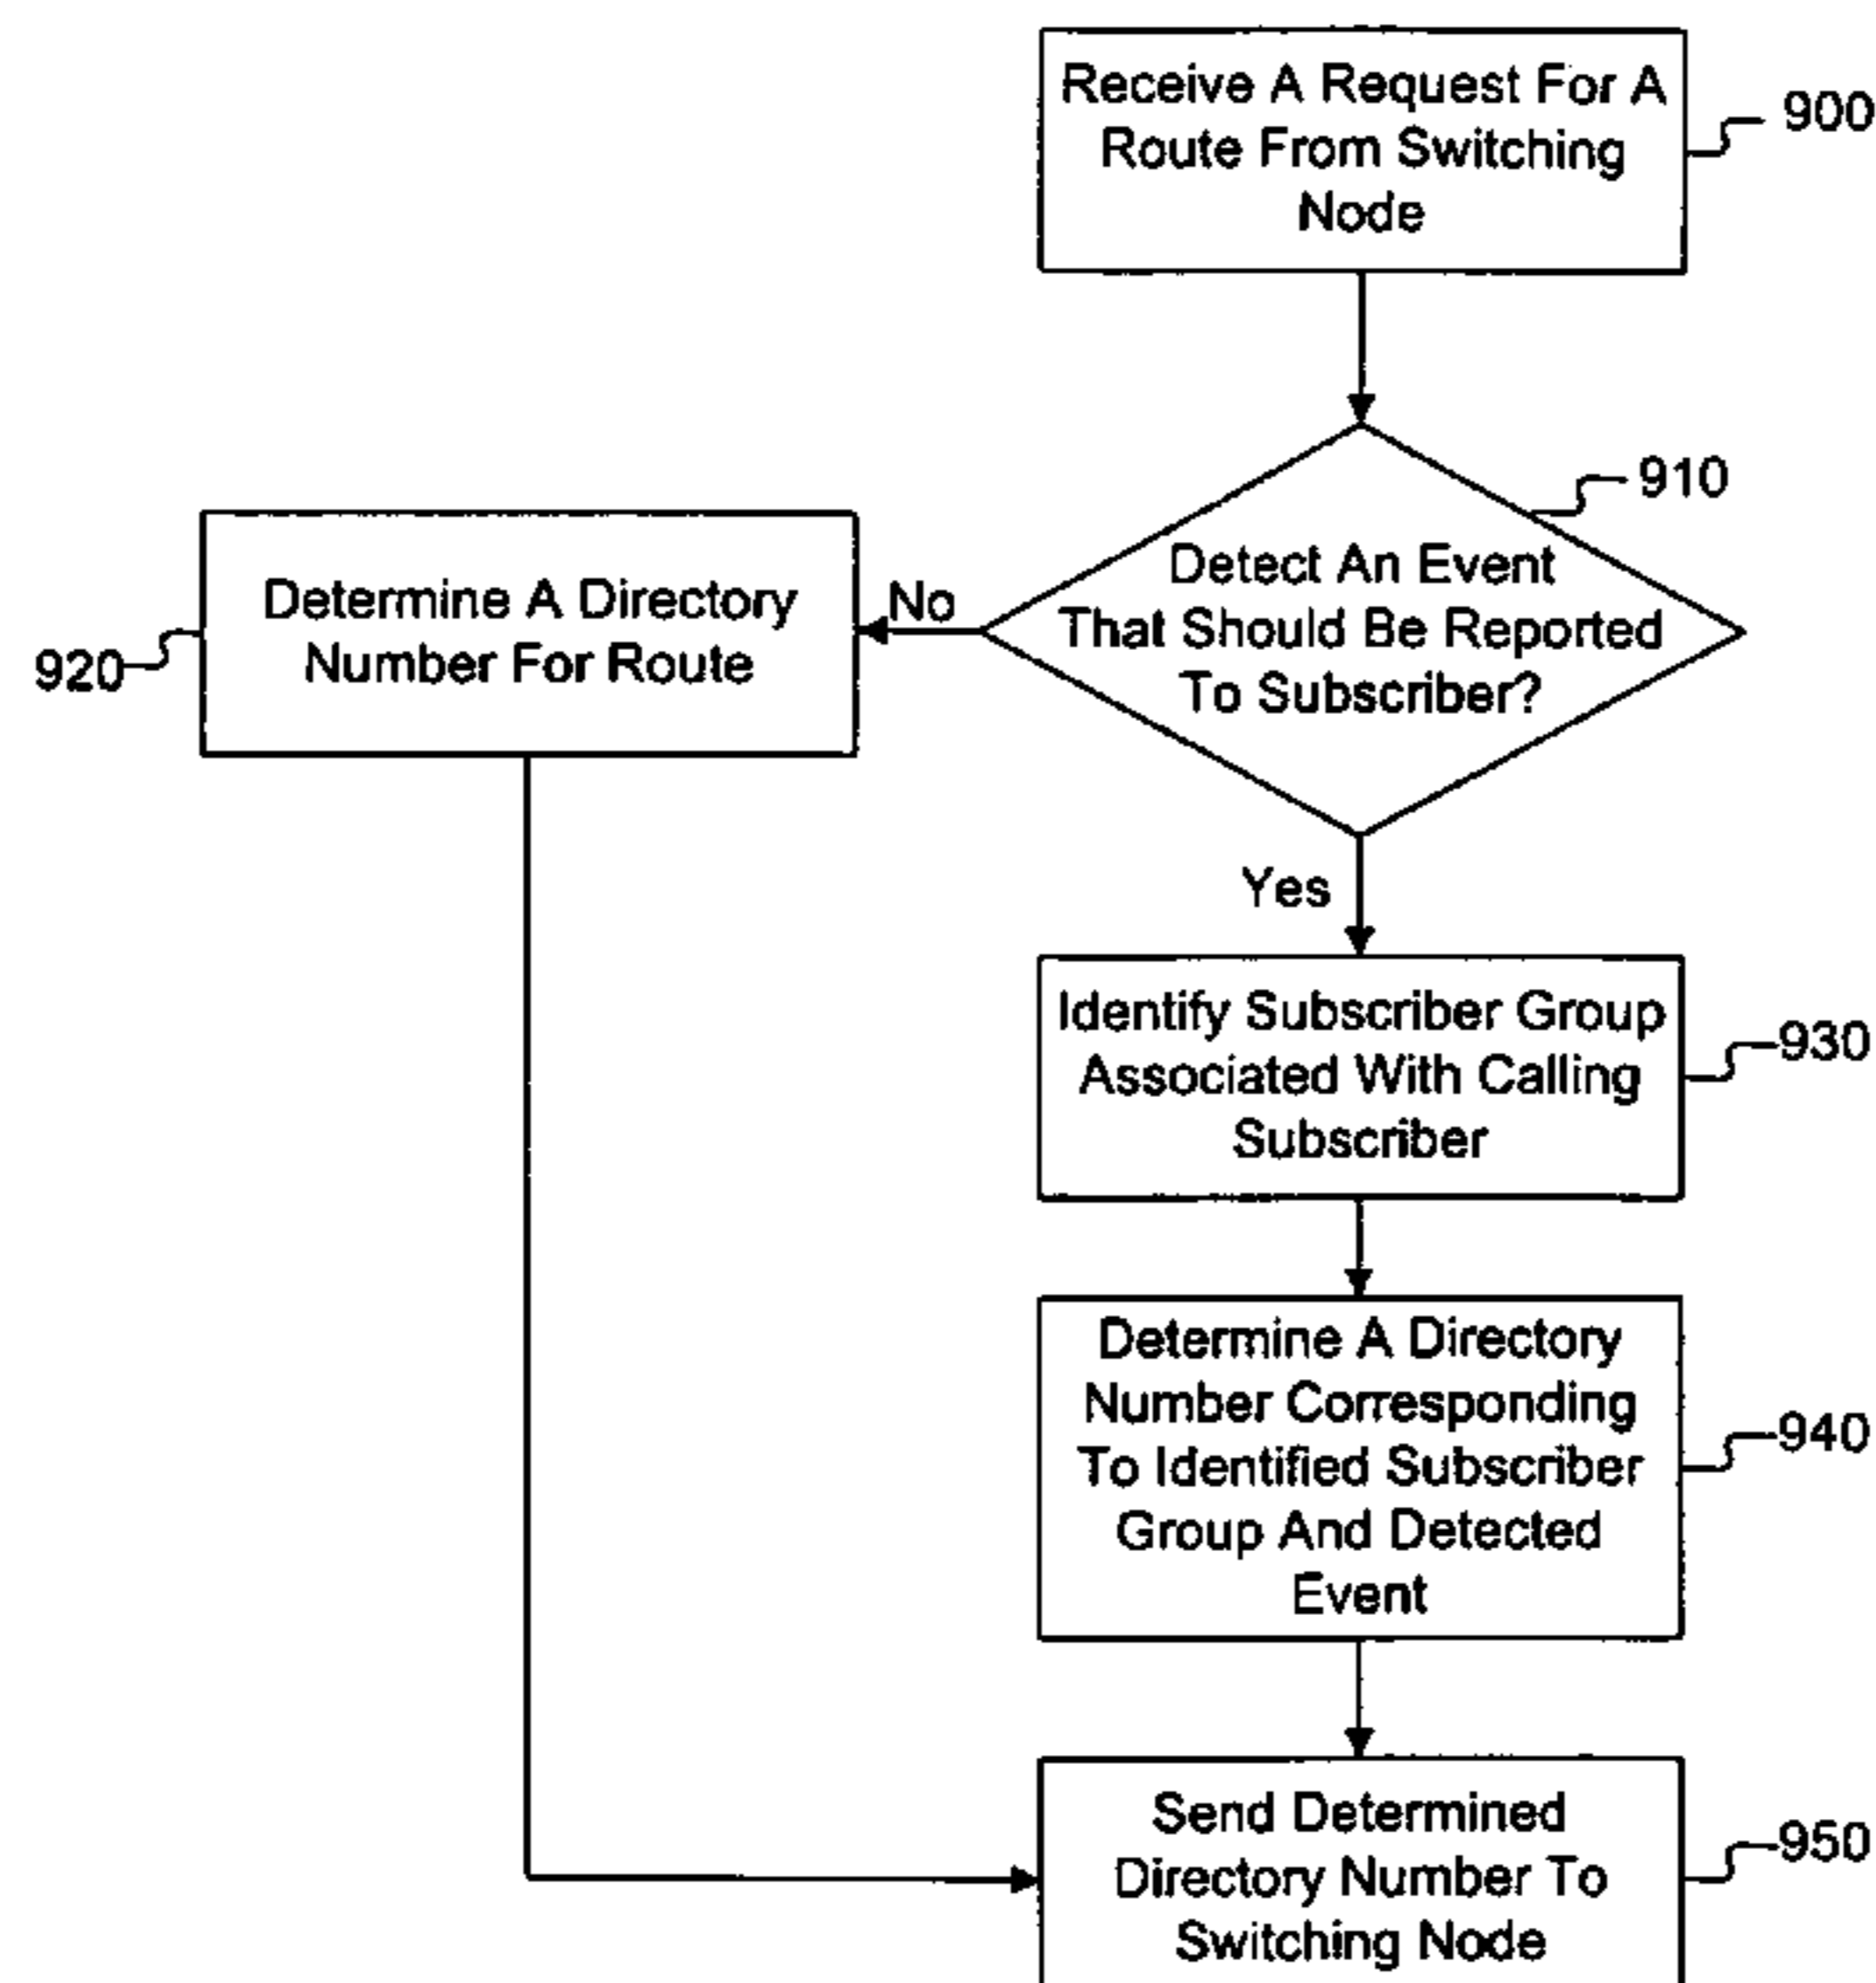 Receive A Request For A
Route From Switching
Node
900
910
Detect An Event
That Should Be Reported
To Subscriber?
No
Determine A Directory
Number For Route
920
Yes
Identify Subscriber Group
Associated With Calling
Subscriber
930
Determine A Directory
Number Corresponding
To Identified Subscriber
Group And Detected
Event
940
Send Determined
Directory Number To
Switching Node
950